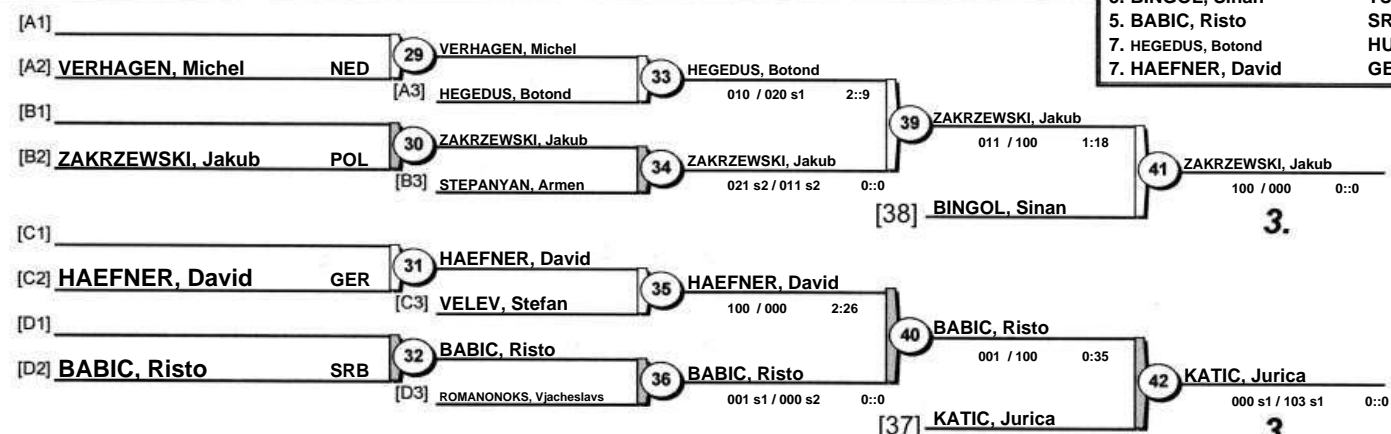 5. BABIC, Risto SR
7. HEGEDUS, Botond HU
7. HAEFNER, David GE
[A1]
[A2] VERHAGEN, Michel NED
29
VERHAGEN, Michel
[A3] HEGEDUS, Botond
33
HEGEDUS, Botond
010 / 020 s1 2::9
[B1]
[B2] ZAKRZEWSKI, Jakub POL
30
ZAKRZEWSKI, Jakub
[B3] STEPANYAN, Armen
34
ZAKRZEWSKI, Jakub
021 s2 / 011 s2 0::0
39
ZAKRZEWSKI, Jakub
011 / 100 1:18
[38] BINGOL, Sinan
41
ZAKRZEWSKI, Jakub
100 / 000 0::0
3.
[C1]
[C2] HAEFNER, David GER
31
HAEFNER, David
[C3] VELEV, Stefan
35
HAEFNER, David
100 / 000 2:26
[D1]
[D2] BABIC, Risto SRB
32
BABIC, Risto
[D3] ROMANONOKS, Vjacheslavs
36
BABIC, Risto
001 s1 / 000 s2 0::0
40
BABIC, Risto
001 / 100 0:35
[37] KATIC, Jurica
42
KATIC, Jurica
000 s1 / 103 s1 0::0
3